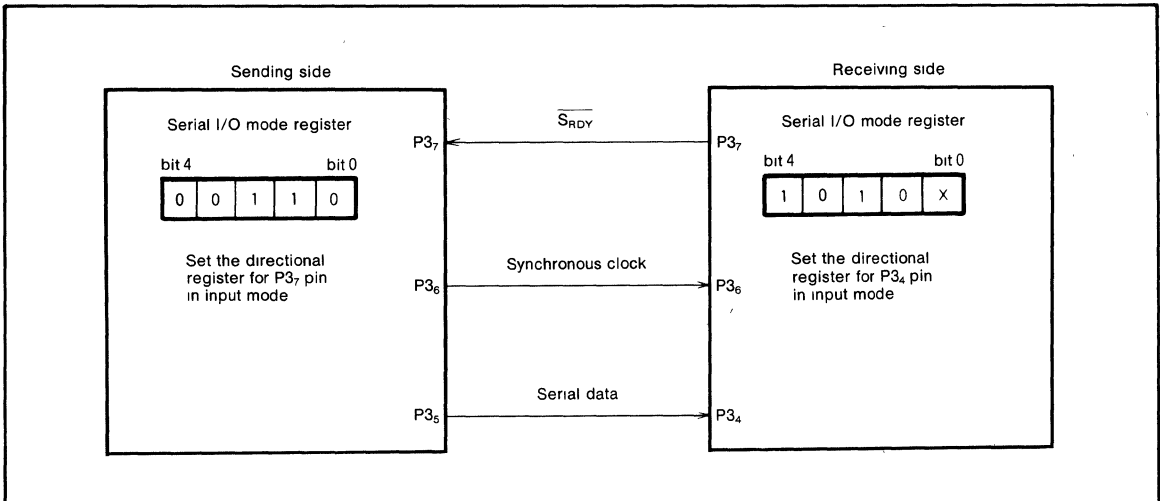 Sending side
Serial I/O mode register
bit 4 bit 0
0 0 1 1 0
Set the directional
register for P3₇ pin
in input mode
P3₇
P3₆
P3₅
S̅R̅D̅Y̅
Synchronous clock
Serial data
Receiving side
Serial I/O mode register
bit 4 bit 0
1 0 1 0 X
Set the directional
register for P3₄ pin
in input mode
P3₇
P3₆
P3₄